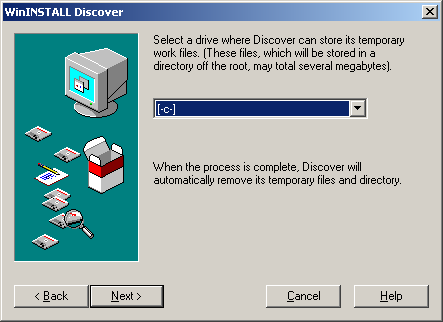 WinINSTALL Discover
Select a drive where Discover can store its temporary
work files. (These files, which will be stored in a
directory off the root, may total several megabytes).
[-c-]
When the process is complete, Discover will
automatically remove its temporary files and directory.
< Back
Next >
Cancel
Help